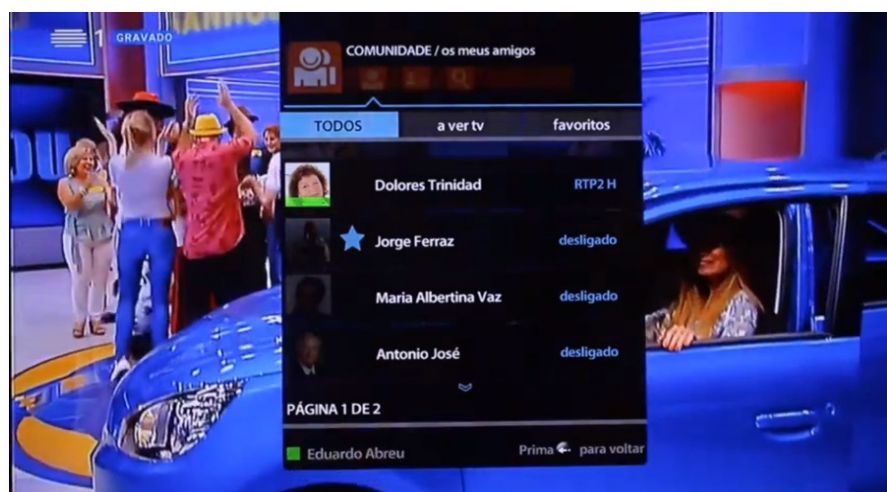 1 GRAVADO
COMUNIDADE / os meus amigos
TODOS a ver tv favoritos
Dolores Trinidad RTP2 H
Jorge Ferraz desligado
Maria Albertina Vaz desligado
Antonio José desligado
PÁGINA 1 DE 2
Eduardo Abreu Prima para voltar